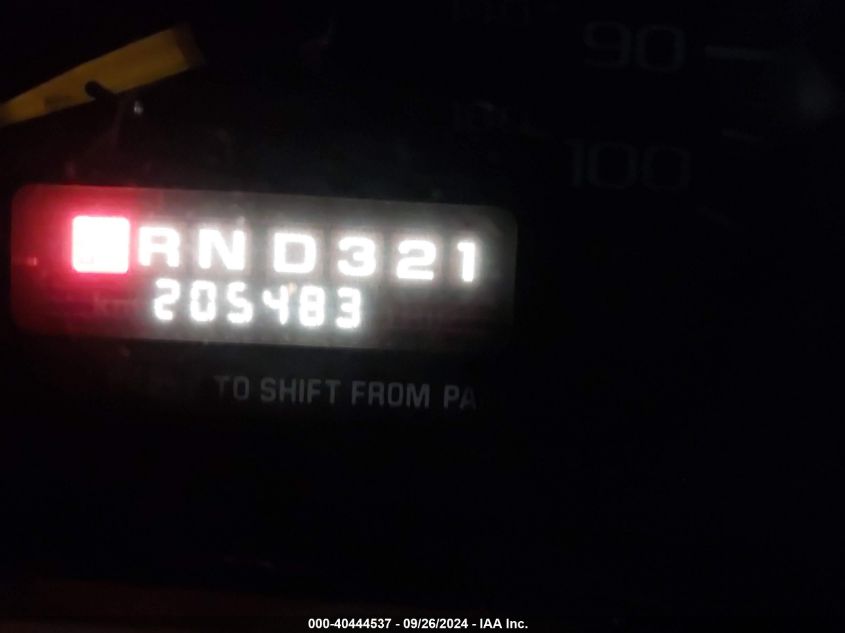 90
100
RND321
205483
TO SHIFT FROM PA
000-40444537 - 09/26/2024 - IAA Inc.